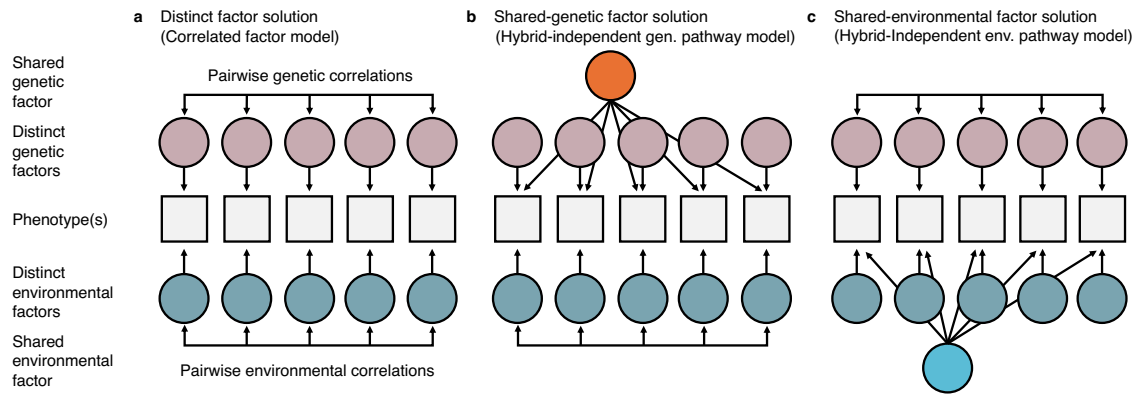 a Distinct factor solution
(Correlated factor model)
b Shared-genetic factor solution
(Hybrid-independent gen. pathway model)
c Shared-environmental factor solution
(Hybrid-Independent env. pathway model)
Shared
genetic
factor
Pairwise genetic correlations
Distinct
genetic
factors
Phenotype(s)
Distinct
environmental
factors
Shared
environmental
factor
Pairwise environmental correlations